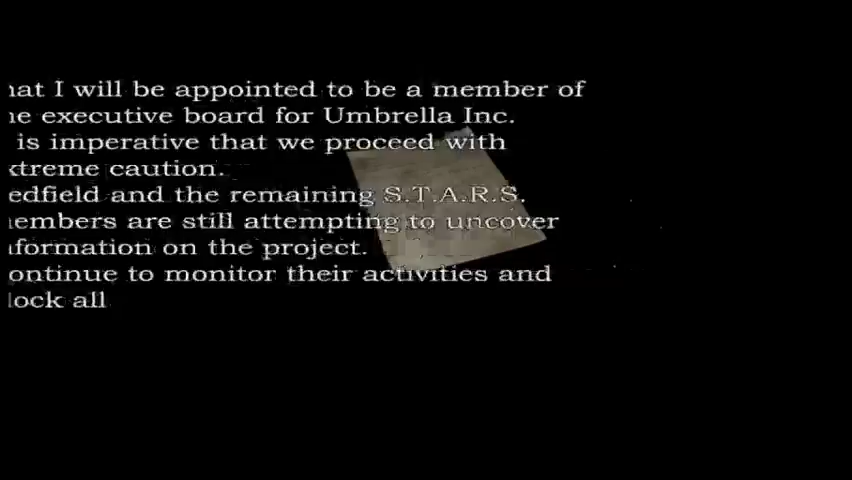 hat I will be appointed to be a member of
he executive board for Umbrella Inc.
is imperative that we proceed with
xtreme caution.
edfield and the remaining S.T.A.R.S.
embers are still attempting to uncover
nformation on the project.
ontinue to monitor their activities and
lock all